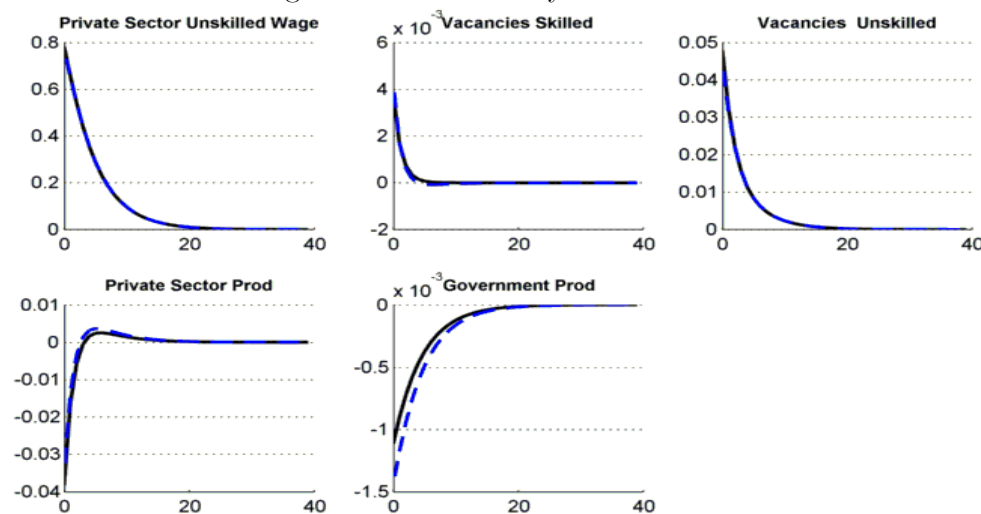 Private Sector Unskilled Wage
0.8
0.6
0.4
0.2
0
0 20 40
Vacancies Skilled
x 10⁻³
6
4
2
0
-2
0 20 40
Vacancies Unskilled
0.05
0.04
0.03
0.02
0.01
0
0 20 40
Private Sector Prod
0.01
0
-0.01
-0.02
-0.03
-0.04
0 20 40
Government Prod
x 10⁻³
0
-0.5
-1
-1.5
0 20 40